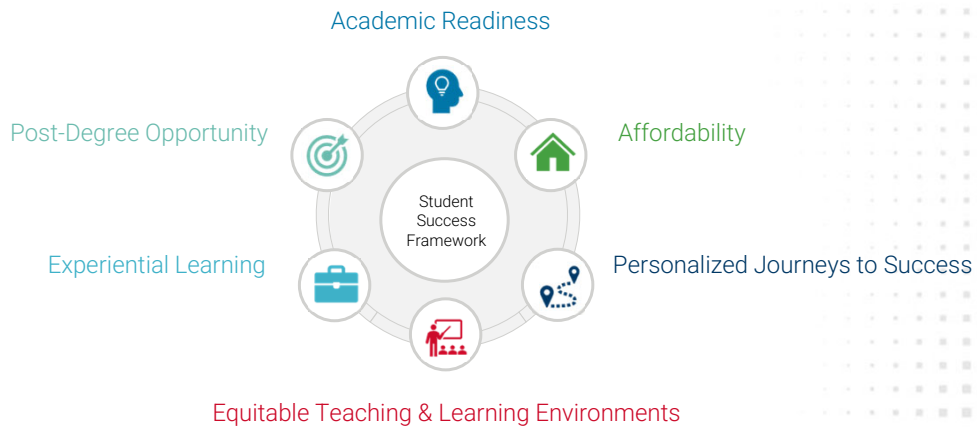 Academic Readiness
Post-Degree Opportunity
Affordability
Student
Success
Framework
Experiential Learning
Personalized Journeys to Success
Equitable Teaching & Learning Environments